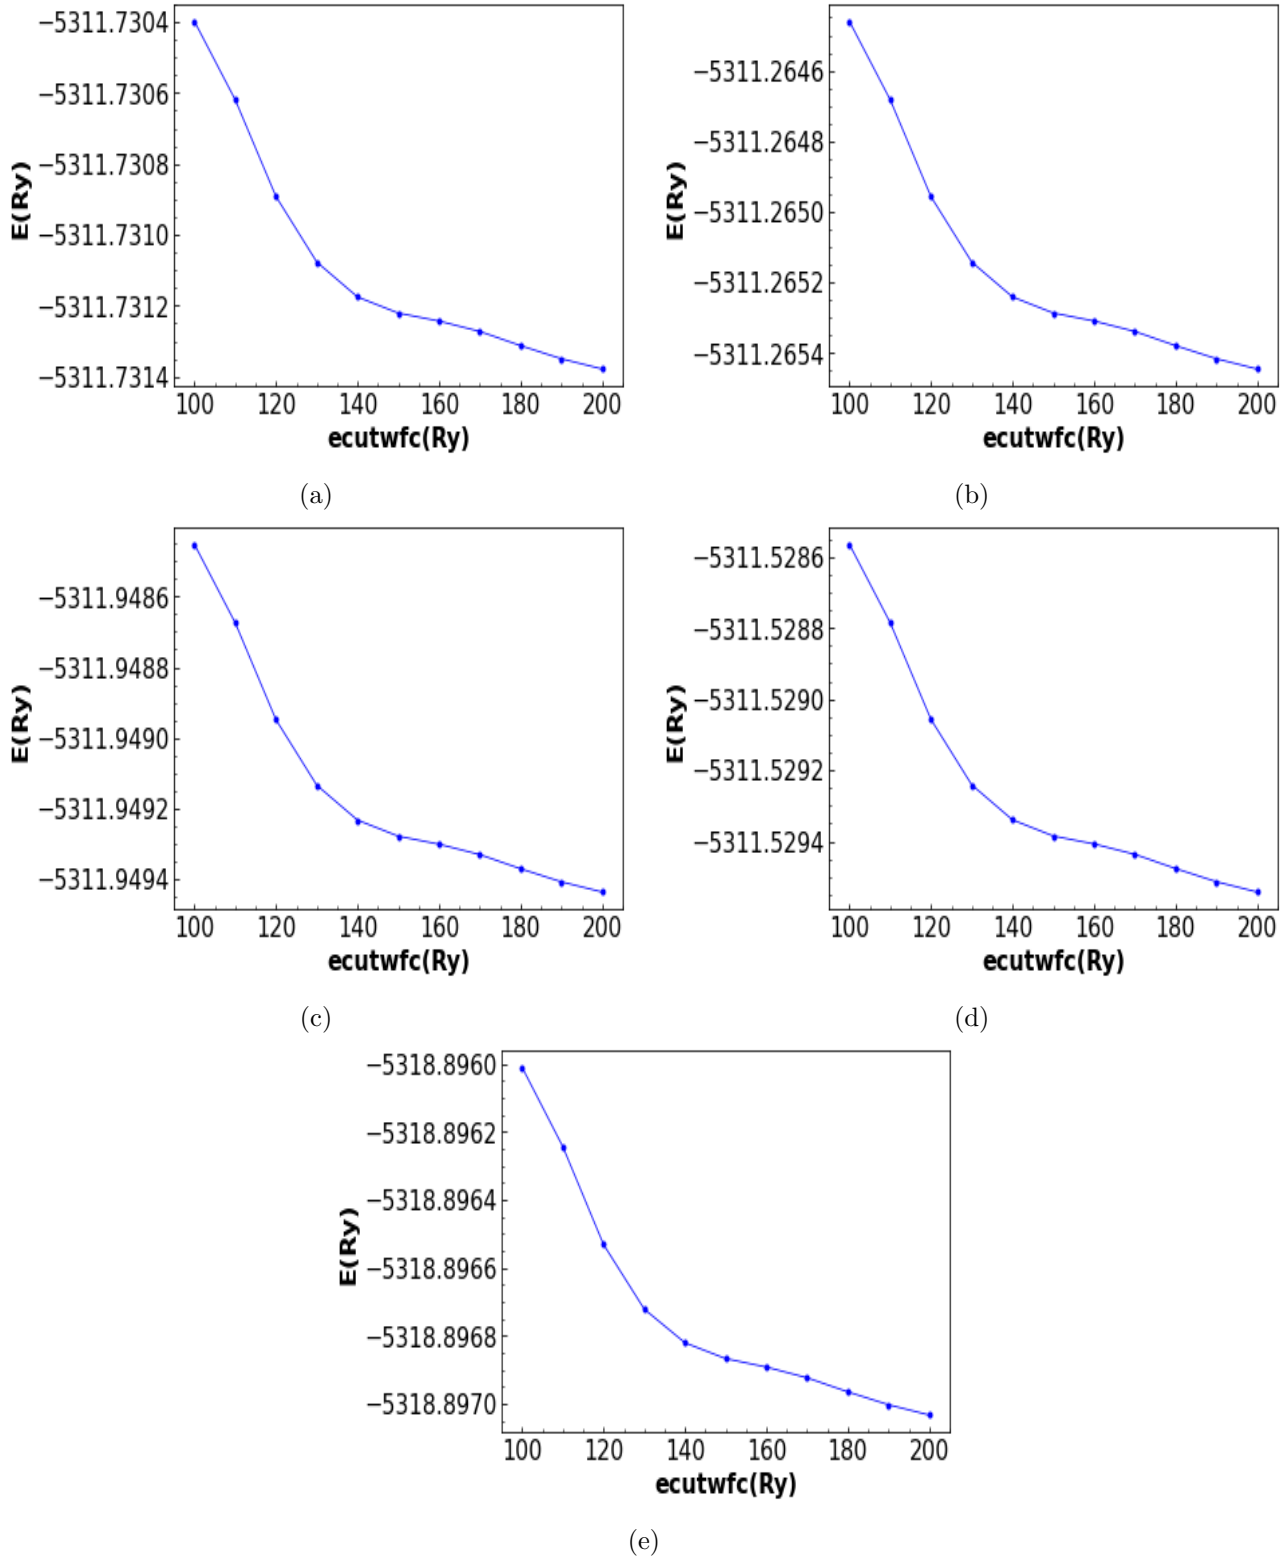 E(Ry)
−5311.7304
−5311.7306
−5311.7308
−5311.7310
−5311.7312
−5311.7314
100 120 140 160 180 200
ecutwfc(Ry)
(a)
E(Ry)
−5311.2646
−5311.2648
−5311.2650
−5311.2652
−5311.2654
100 120 140 160 180 200
ecutwfc(Ry)
(b)
E(Ry)
−5311.9486
−5311.9488
−5311.9490
−5311.9492
−5311.9494
100 120 140 160 180 200
ecutwfc(Ry)
(c)
E(Ry)
−5311.5286
−5311.5288
−5311.5290
−5311.5292
−5311.5294
100 120 140 160 180 200
ecutwfc(Ry)
(d)
E(Ry)
−5318.8960
−5318.8962
−5318.8964
−5318.8966
−5318.8968
−5318.8970
100 120 140 160 180 200
ecutwfc(Ry)
(e)